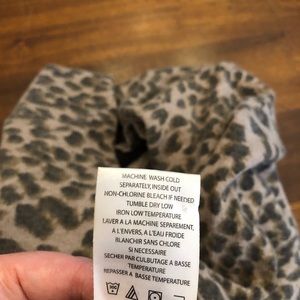 MACHINE WASH COLD
SEPARATELY, INSIDE OUT
NON-CHLORINE BLEACH IF NEEDED
TUMBLE DRY LOW
IRON LOW TEMPERATURE
LAVER A LA MACHINE SEPARAMENT,
A L'ENVERS, A L'EAU FROIDE
BLANCHIR SANS CHLORE
SI NECESSAIRE
SECHER PAR CULBUTAGE A BASSE
TEMPERATURE
REPASSER A BASSE TEMPERATURE